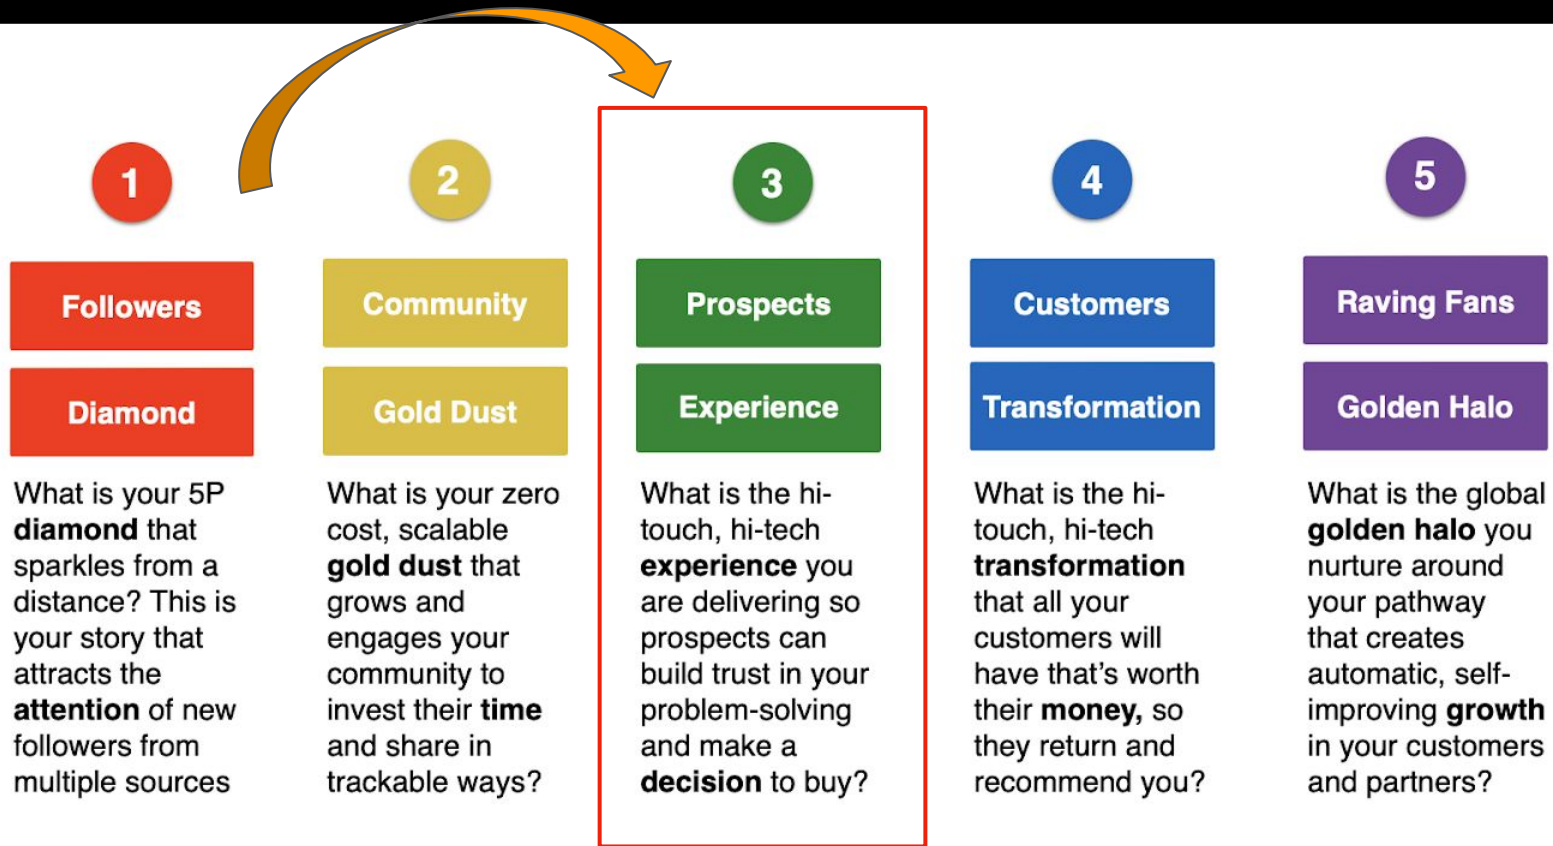 1
Followers
Diamond
What is your 5P
diamond that
sparkles from a
distance? This is
your story that
attracts the
attention of new
followers from
multiple sources
2
Community
Gold Dust
What is your zero
cost, scalable
gold dust that
grows and
engages your
community to
invest their time
and share in
trackable ways?
3
Prospects
Experience
What is the hi-
touch, hi-tech
experience you
are delivering so
prospects can
build trust in your
problem-solving
and make a
decision to buy?
4
Customers
Transformation
What is the hi-
touch, hi-tech
transformation
that all your
customers will
have that’s worth
their money, so
they return and
recommend you?
5
Raving Fans
Golden Halo
What is the global
golden halo you
nurture around
your pathway
that creates
automatic, self-
improving growth
in your customers
and partners?